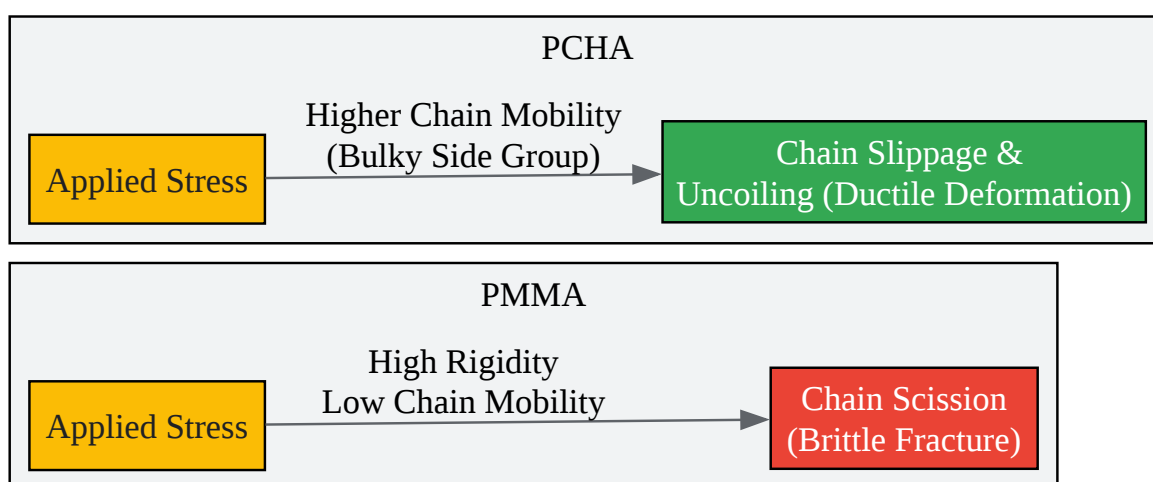 PCHA
Higher Chain Mobility
(Bulky Side Group)
Applied Stress
Chain Slippage &
Uncoiling (Ductile Deformation)
PMMA
High Rigidity
Low Chain Mobility
Applied Stress
Chain Scission
(Brittle Fracture)